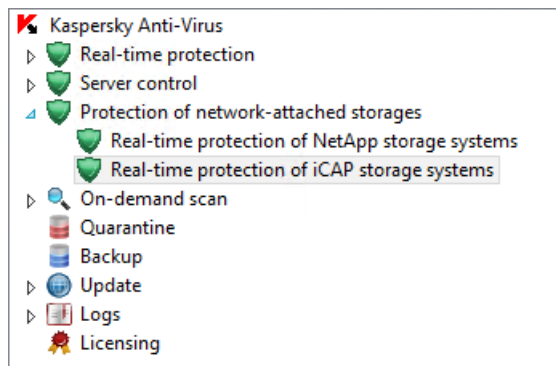 Kaspersky Anti-Virus
Real-time protection
Server control
Protection of network-attached storages
Real-time protection of NetApp storage systems
Real-time protection of iCAP storage systems
On-demand scan
Quarantine
Backup
Update
Logs
Licensing